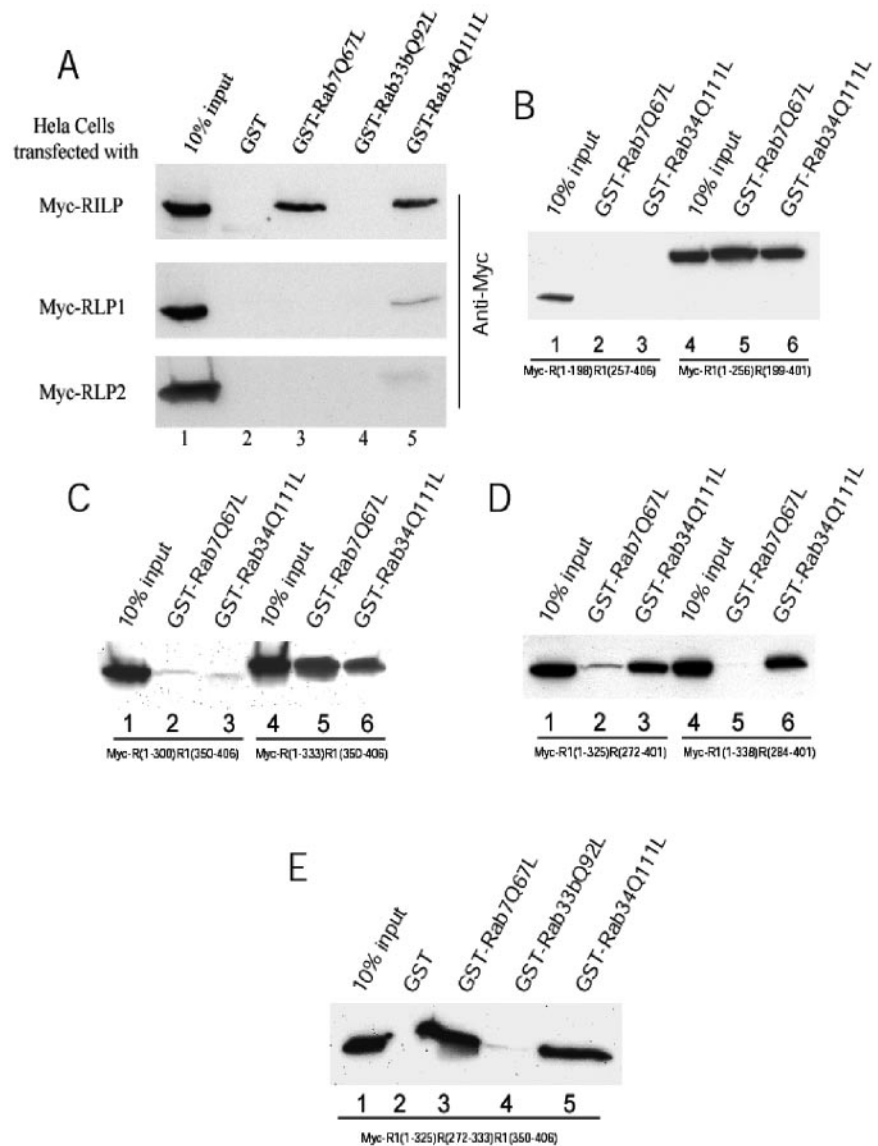 A
Hela Cells
transfected with
10% input
GST
GST-Rab7Q67L
GST-Rab33bQ92L
GST-Rab34Q111L
Myc-RILP
Myc-RLP1
Myc-RLP2
Anti-Myc
1 2 3 4 5
B
10% input
GST-Rab7Q67L
GST-Rab34Q111L
10% input
GST-Rab7Q67L
GST-Rab34Q111L
1 2 3 4 5 6
Myc-R(1-198)R1(257-406) Myc-R1(1-256)R(199-401)
C
10% input
GST-Rab7Q67L
GST-Rab34Q111L
10% input
GST-Rab7Q67L
GST-Rab34Q111L
1 2 3 4 5 6
Myc-R(1-300)R1(350-406) Myc-R(1-333)R1(350-406)
D
10% input
GST-Rab7Q67L
GST-Rab34Q111L
10% input
GST-Rab7Q67L
GST-Rab34Q111L
1 2 3 4 5 6
Myc-R1(1-325)R(272-401) Myc-R1(1-338)R(284-401)
E
10% input
GST
GST-Rab7Q67L
GST-Rab33bQ92L
GST-Rab34Q111L
1 2 3 4 5
Myc-R1(1-325)R(272-333)R1(350-406)